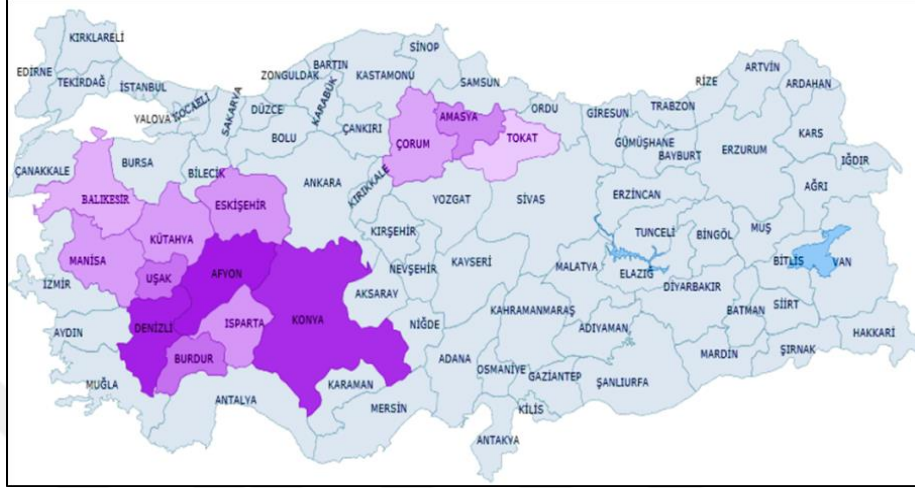 KIRKLARELİ
EDİRNE
TEKİRDAĞ
İSTANBUL
YALOVA
KOCAELİ
SAKARYA
DÜZCE
ZONGULDAK
BARTIN
KARABÜK
KASTAMONU
SİNOP
SAMSUN
ORDU
GİRESUN
TRABZON
RİZE
ARTVİN
ARDAHAN
KARS
IĞDIR
AĞRI
ERZURUM
BAYBURT
GÜMÜŞHANE
ERZİNCAN
TUNCELİ
BİNGÖL
MUŞ
BİTLİS
VAN
HAKKARİ
ŞIRNAK
SİİRT
BATMAN
MARDİN
DİYARBAKIR
ELAZIĞ
MALATYA
ADIYAMAN
ŞANLIURFA
GAZİANTEP
KİLİS
ANTAKYA
OSMANİYE
KAHRAMANMARAŞ
ADANA
MERSİN
KARAMAN
NİĞDE
AKSARAY
NEVŞEHİR
KAYSERİ
SİVAS
YOZGAT
KIRŞEHİR
KIRIKKALE
TOKAT
AMASYA
ÇORUM
ÇANKIRI
ANKARA
BOLU
BİLECİK
BURSA
ÇANAKKALE
BALIKESİR
ESKİŞEHİR
KÜTAHYA
MANİSA
UŞAK
AFYON
İZMİR
AYDIN
DENİZLİ
ISPARTA
BURDUR
KONYA
MUĞLA
ANTALYA